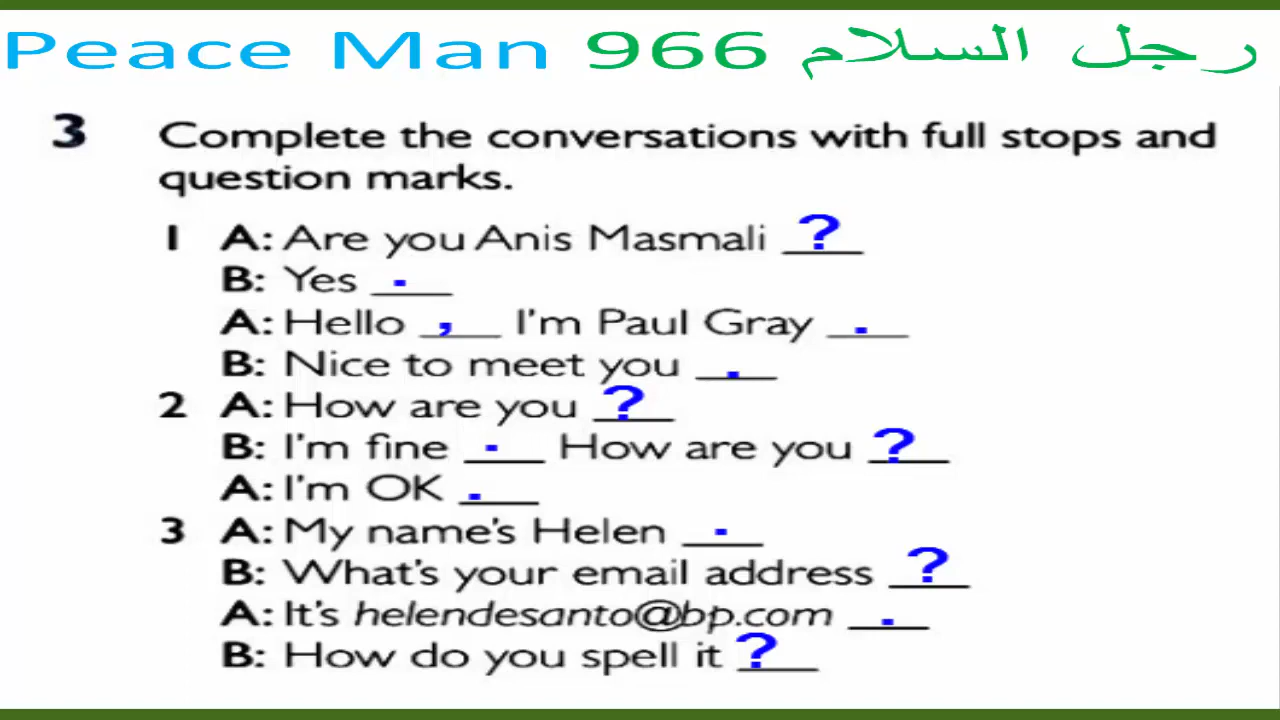 Peace Man 966 رجل السلام
3 Complete the conversations with full stops and
question marks.
1 A: Are you Anis Masmali ?
B: Yes .
A: Hello , I'm Paul Gray .
B: Nice to meet you .
2 A: How are you ?
B: I'm fine . How are you ?
A: I'm OK .
3 A: My name's Helen .
B: What's your email address ?
A: It's helendesanto@bp.com .
B: How do you spell it ?